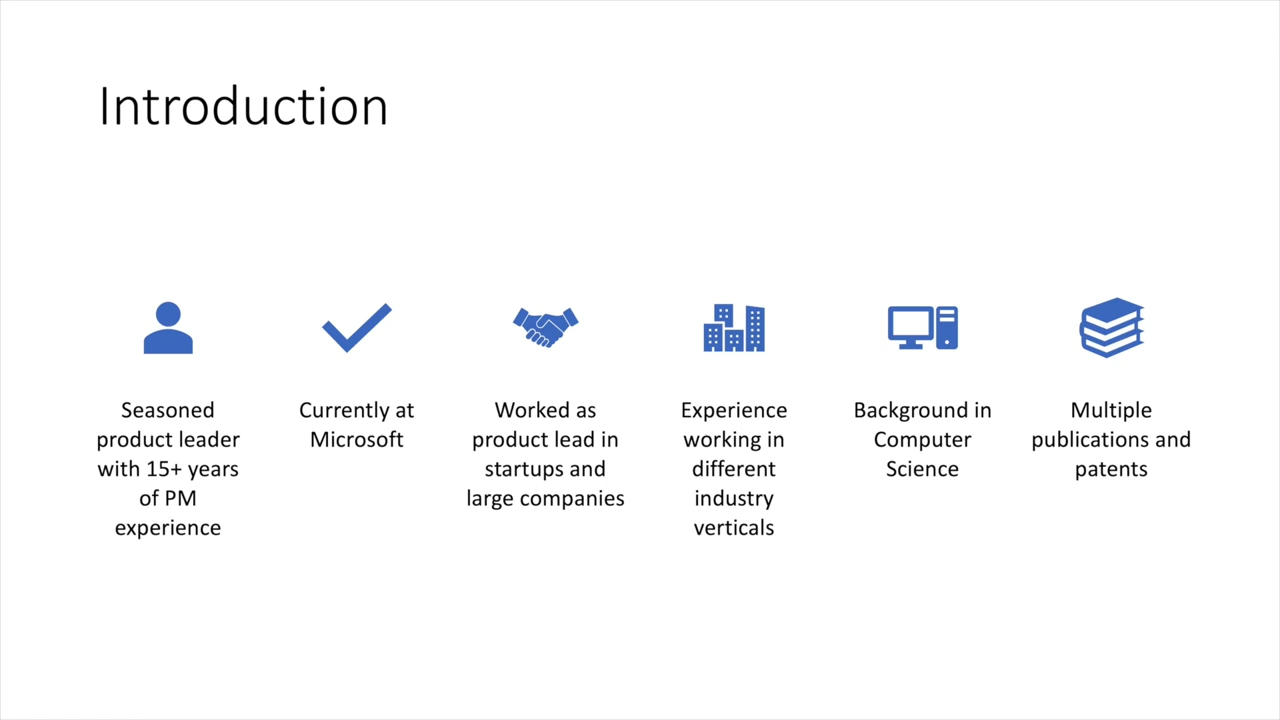 Introduction
Seasoned
product leader
with 15+ years
of PM
experience
Currently at
Microsoft
Worked as
product lead in
startups and
large companies
Experience
working in
different
industry
verticals
Background in
Computer
Science
Multiple
publications and
patents